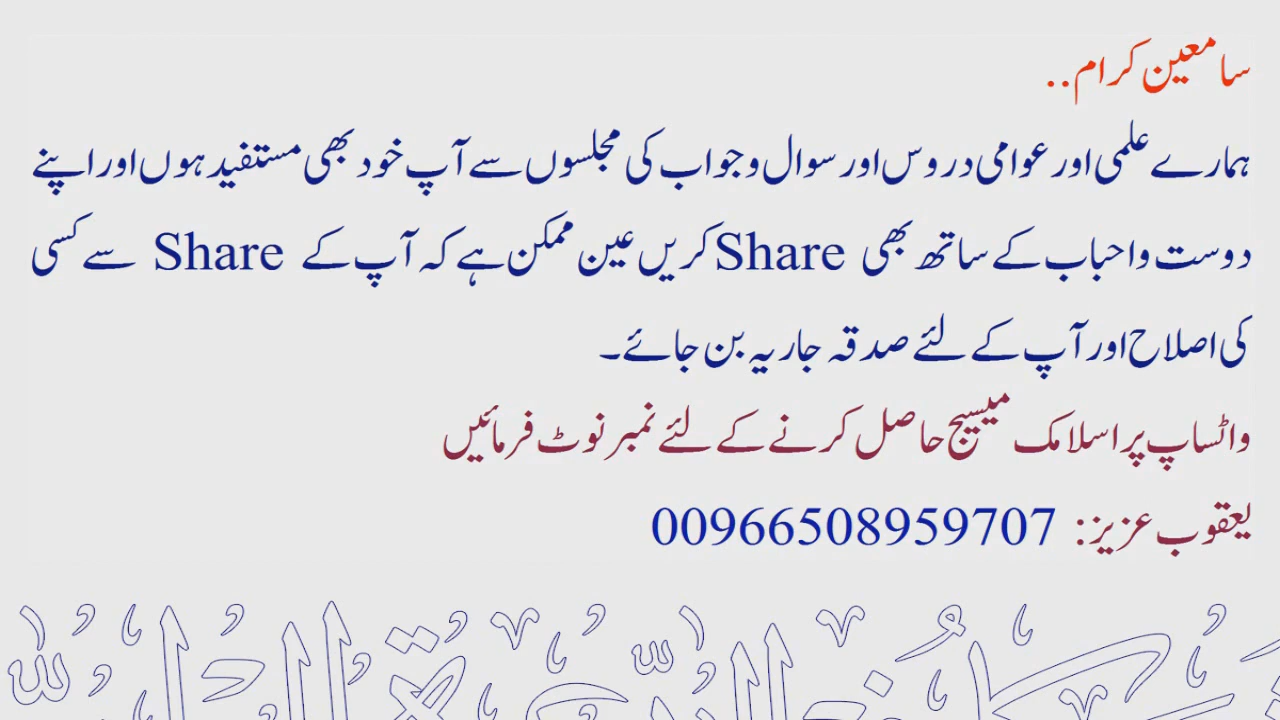 سامعین کرام..
ہمارے علمی اور عوامی دروس اور سوال وجواب کی مجلسوں سے آپ خود بھی مستفید ہوں اور اپنے
دوست واحباب کے ساتھ بھی Share کریں عین ممکن ہے کہ آپ کے Share سے کسی
کی اصلاح اور آپ کے لئے صدقہ جاریہ بن جائے۔
واٹساپ پر اسلامک میسیج حاصل کرنے کے لئے نمبر نوٹ فرمائیں
یعقوب عزیز: 00966508959707